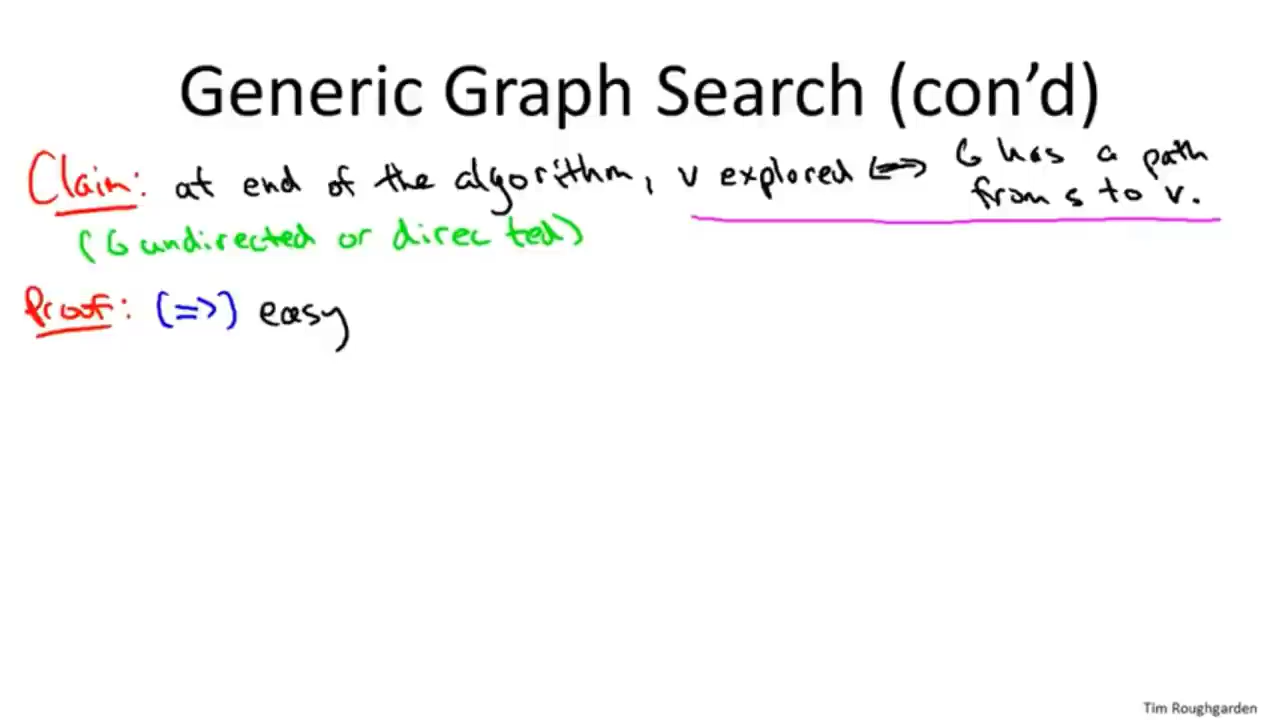 Generic Graph Search (con'd)
Claim: at end of the algorithm, v explored <=> G has a path
from s to v.
(G undirected or directed)
Proof: (=>) easy
Tim Roughgarden